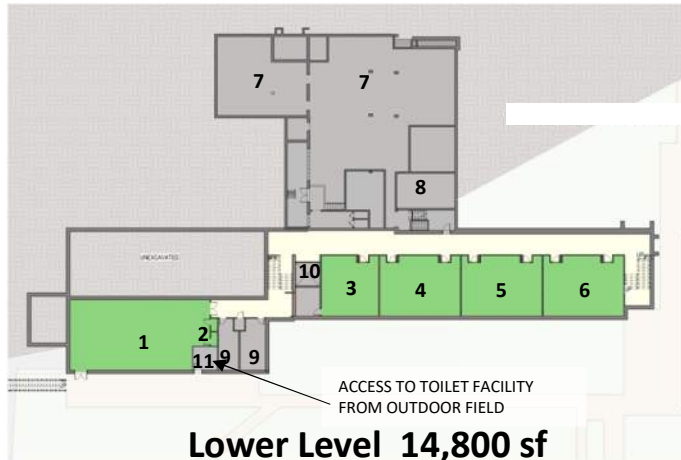 7 7
8
UNEXCAVATED
10 3 4 5 6
1 2
11 9 9
ACCESS TO TOILET FACILITY
FROM OUTDOOR FIELD
Lower Level 14,800 sf